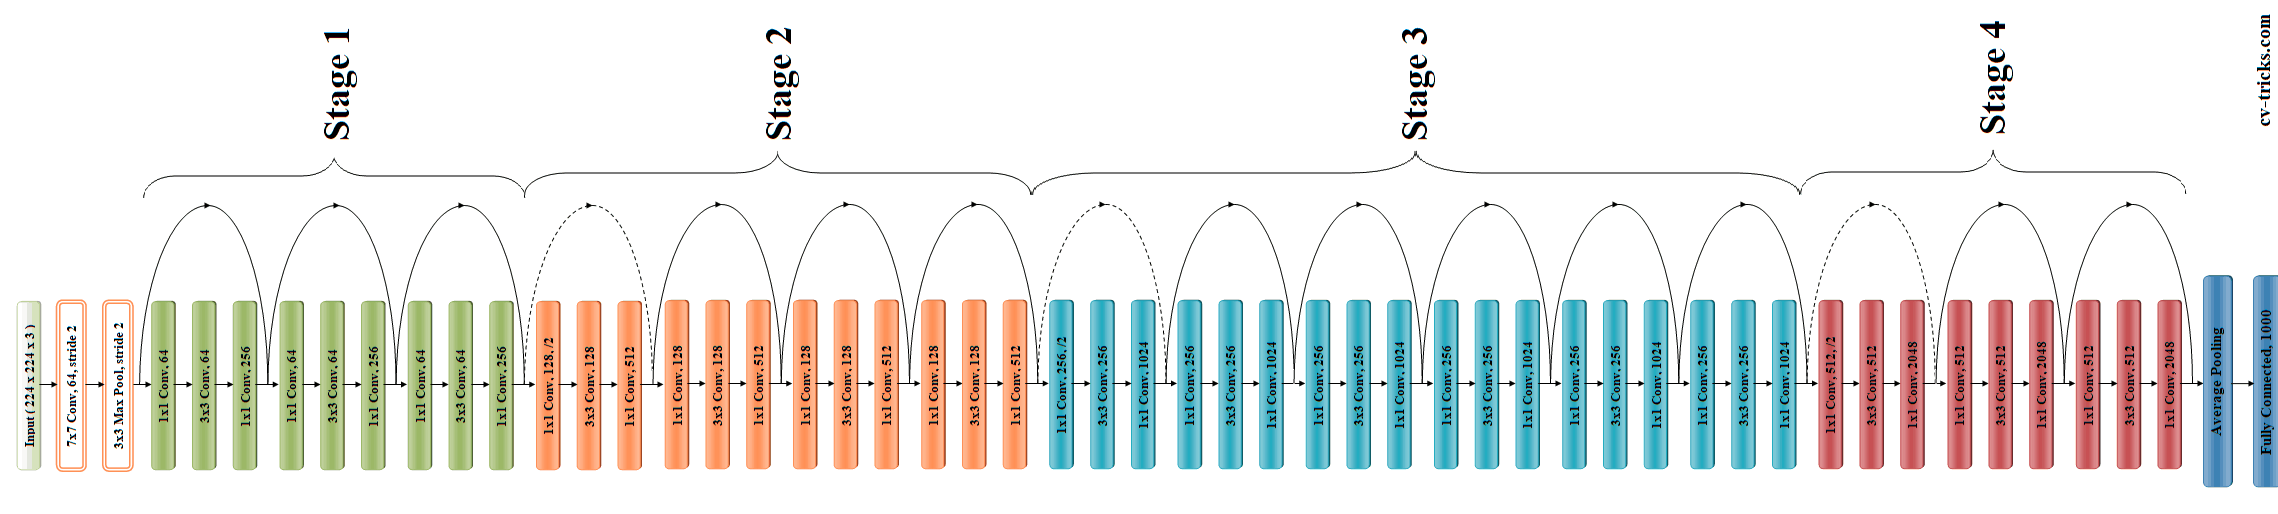 Stage 1
Stage 2
Stage 3
Stage 4
cv-tricks.com
Input ( 224 x 224 x 3 )
7x7 Conv, 64, stride 2
3x3 Max Pool, stride 2
1x1 Conv, 64
3x3 Conv, 64
1x1 Conv, 256
1x1 Conv, 64
3x3 Conv, 64
1x1 Conv, 256
1x1 Conv, 64
3x3 Conv, 64
1x1 Conv, 256
1x1 Conv, 128, /2
3x3 Conv, 128
1x1 Conv, 512
1x1 Conv, 128
3x3 Conv, 128
1x1 Conv, 512
1x1 Conv, 128
3x3 Conv, 128
1x1 Conv, 512
1x1 Conv, 128
3x3 Conv, 128
1x1 Conv, 512
1x1 Conv, 256, /2
3x3 Conv, 256
1x1 Conv, 1024
1x1 Conv, 256
3x3 Conv, 256
1x1 Conv, 1024
1x1 Conv, 256
3x3 Conv, 256
1x1 Conv, 1024
1x1 Conv, 256
3x3 Conv, 256
1x1 Conv, 1024
1x1 Conv, 256
3x3 Conv, 256
1x1 Conv, 1024
1x1 Conv, 256
3x3 Conv, 256
1x1 Conv, 1024
1x1 Conv, 512, /2
3x3 Conv, 512
1x1 Conv, 2048
1x1 Conv, 512
3x3 Conv, 512
1x1 Conv, 2048
1x1 Conv, 512
3x3 Conv, 512
1x1 Conv, 2048
Average Pooling
Fully Connected, 1000